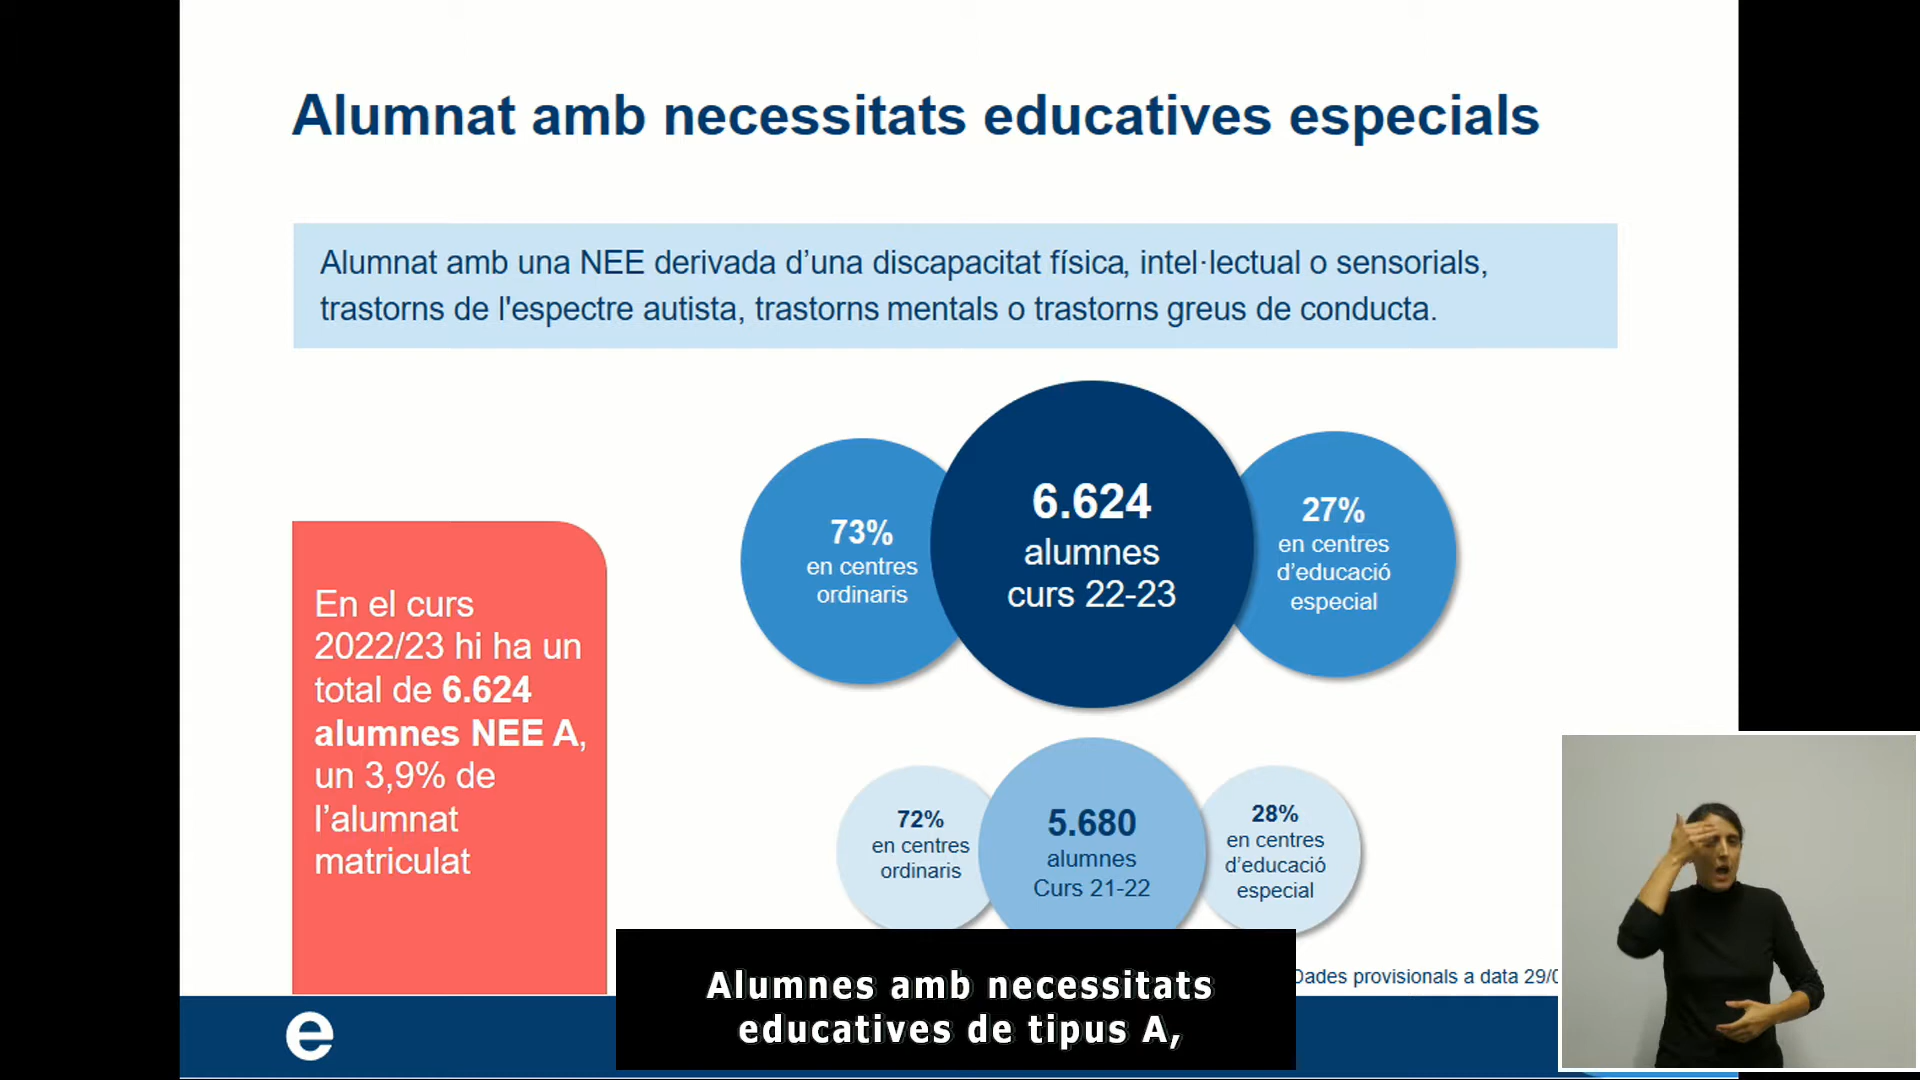 Alumnat amb necessitats educatives especials
Alumnat amb una NEE derivada d’una discapacitat física, intel·lectual o sensorials,
trastorns de l'espectre autista, trastorns mentals o trastorns greus de conducta.
En el curs
2022/23 hi ha un
total de 6.624
alumnes NEE A,
un 3,9% de
l’alumnat
matriculat
73%
en centres
ordinaris
6.624
alumnes
curs 22-23
27%
en centres
d’educació
especial
72%
en centres
ordinaris
5.680
alumnes
Curs 21-22
28%
en centres
d’educació
especial
Dades provisionals a data
e
Alumnes amb necessitats
educatives de tipus A,